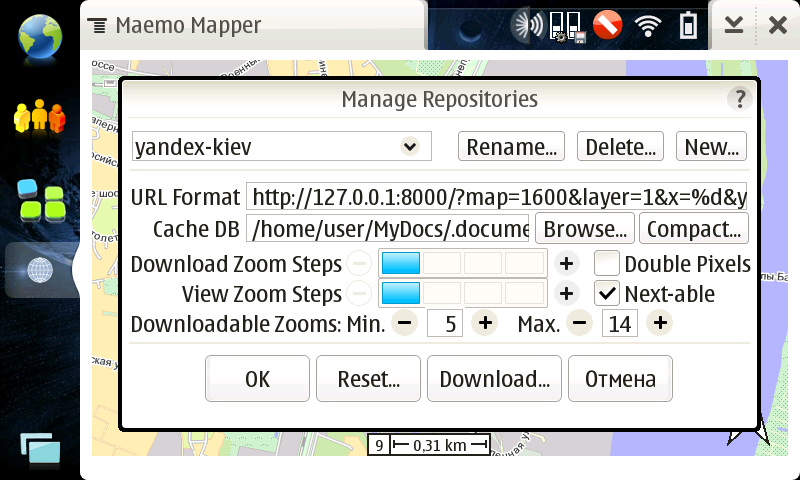 Maemo Mapper
Manage Repositories
?
yandex-kiev
Rename...
Delete...
New...
URL Format http://127.0.0.1:8000/?map=1600&layer=1&x=%d&y
Cache DB /home/user/MyDocs/.docume
Browse...
Compact...
Download Zoom Steps
Double Pixels
View Zoom Steps
Next-able
Downloadable Zooms: Min. 5 Max. 14
OK
Reset...
Download...
Отмена
9 0,31 km